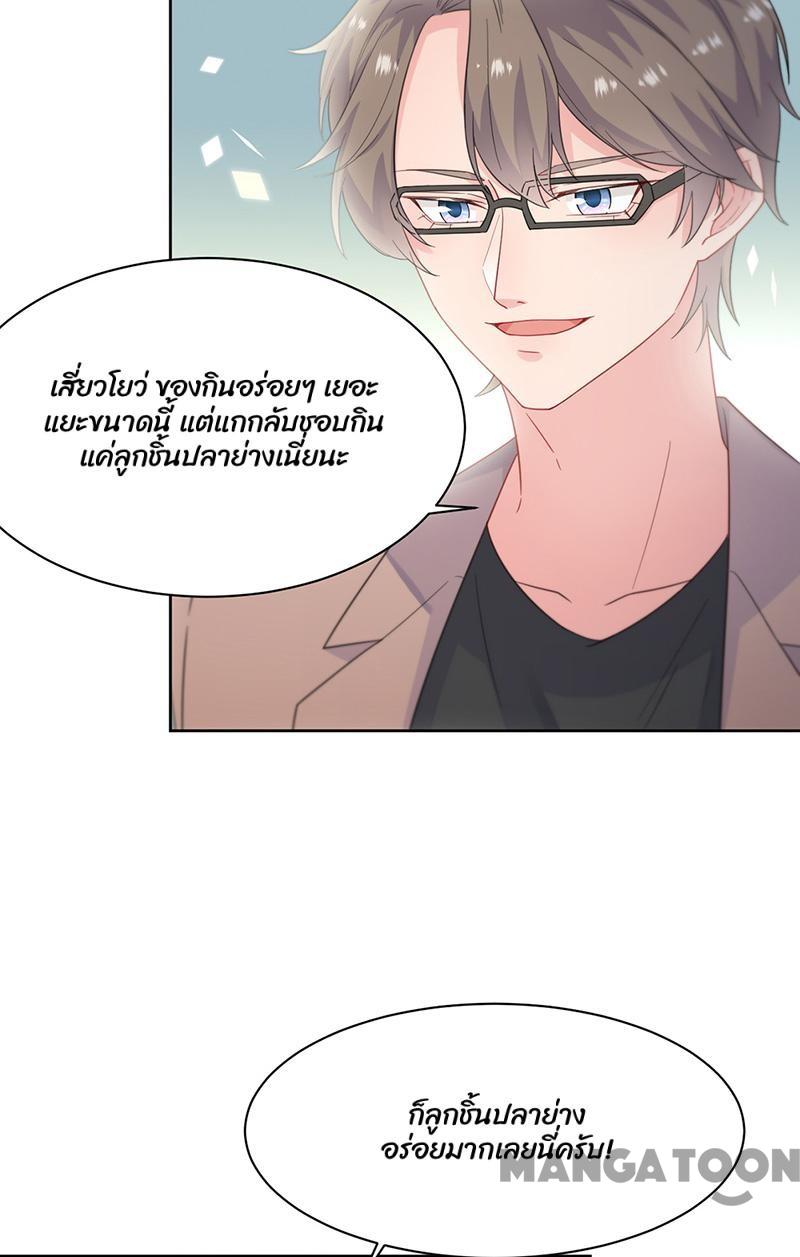 เสี่ยวโยว่ ของกินอร่อยๆ เยอะ
แยะขนาดนี้ แต่แกกลับชอบกิน
แค่ลูกชิ้นปลาย่างเนี่ยนะ
ก็ลูกชิ้นปลาย่าง
อร่อยมากเลยนี่ครับ!
MANGATOON